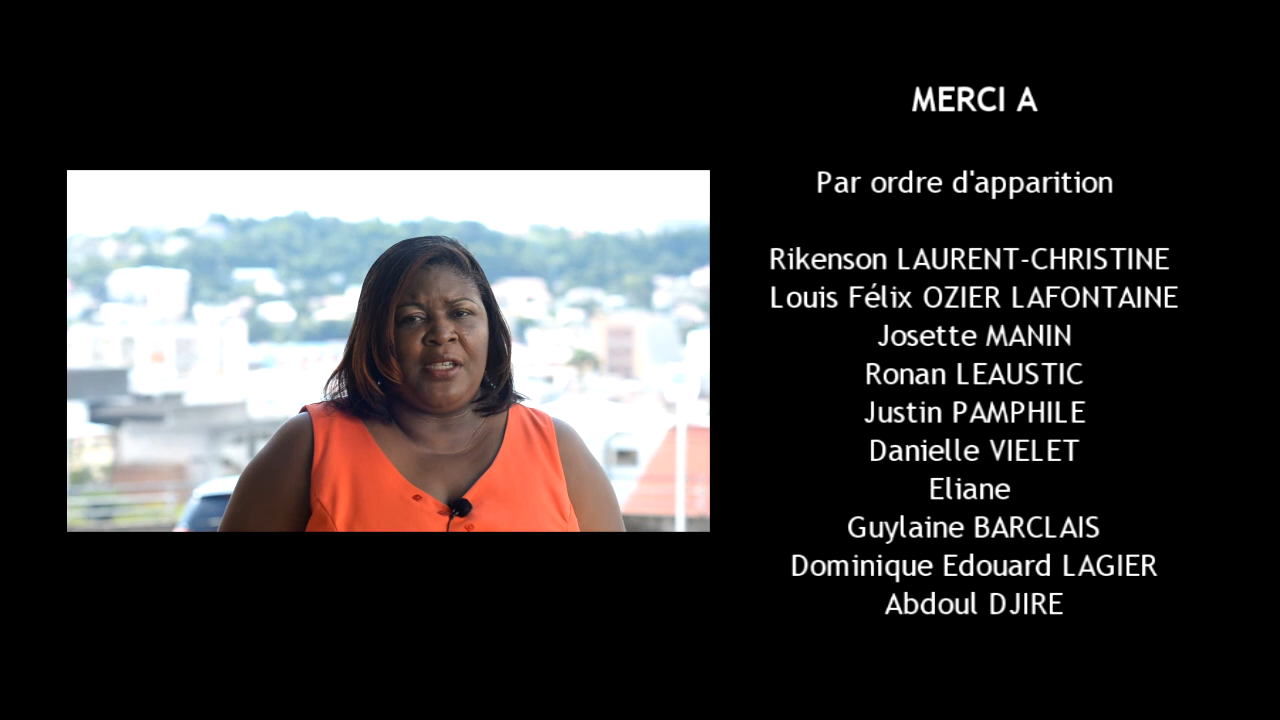 MERCI A
Par ordre d'apparition
Rikenson LAURENT-CHRISTINE
Louis Félix OZIER LAFONTAINE
Josette MANIN
Ronan LEAUSTIC
Justin PAMPHILE
Danielle VIELET
Eliane
Guylaine BARCLAIS
Dominique Edouard LAGIER
Abdoul DJIRE